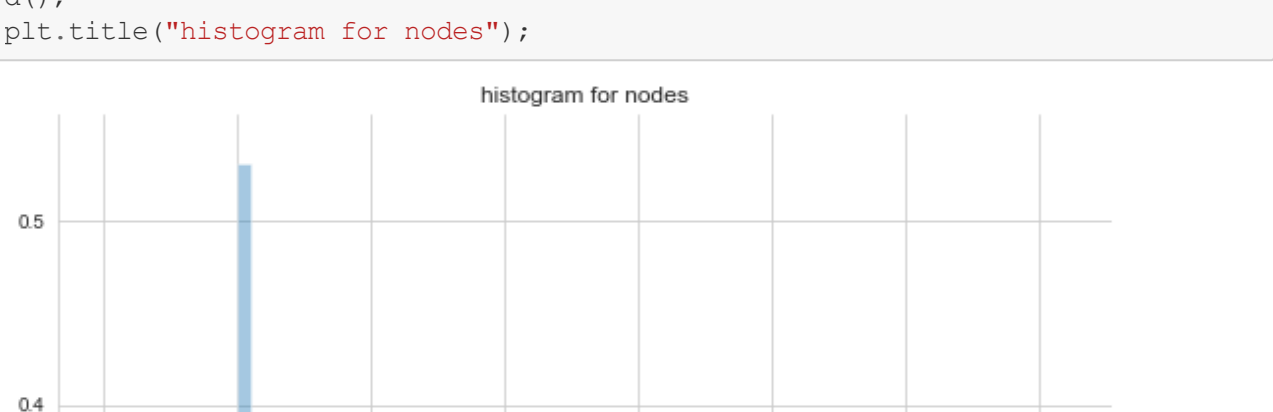 d();
plt.title("histogram for nodes");
histogram for nodes
0.5
0.4